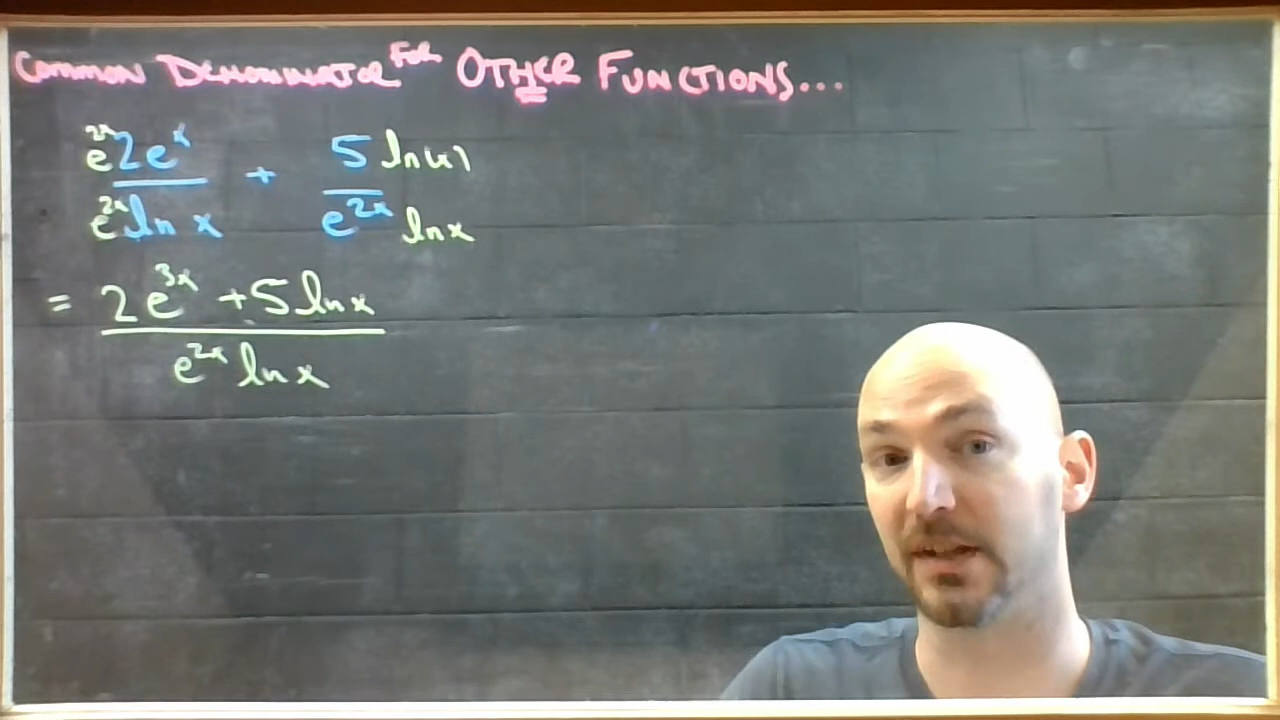 COMMON DENOMINATOR FOR OTHER FUNCTIONS...
e^{2x} 2e^x / e^{2x} ln x + 5 ln(x) / e^{2x} ln x
= 2e^{3x} + 5 ln x / e^{2x} ln x